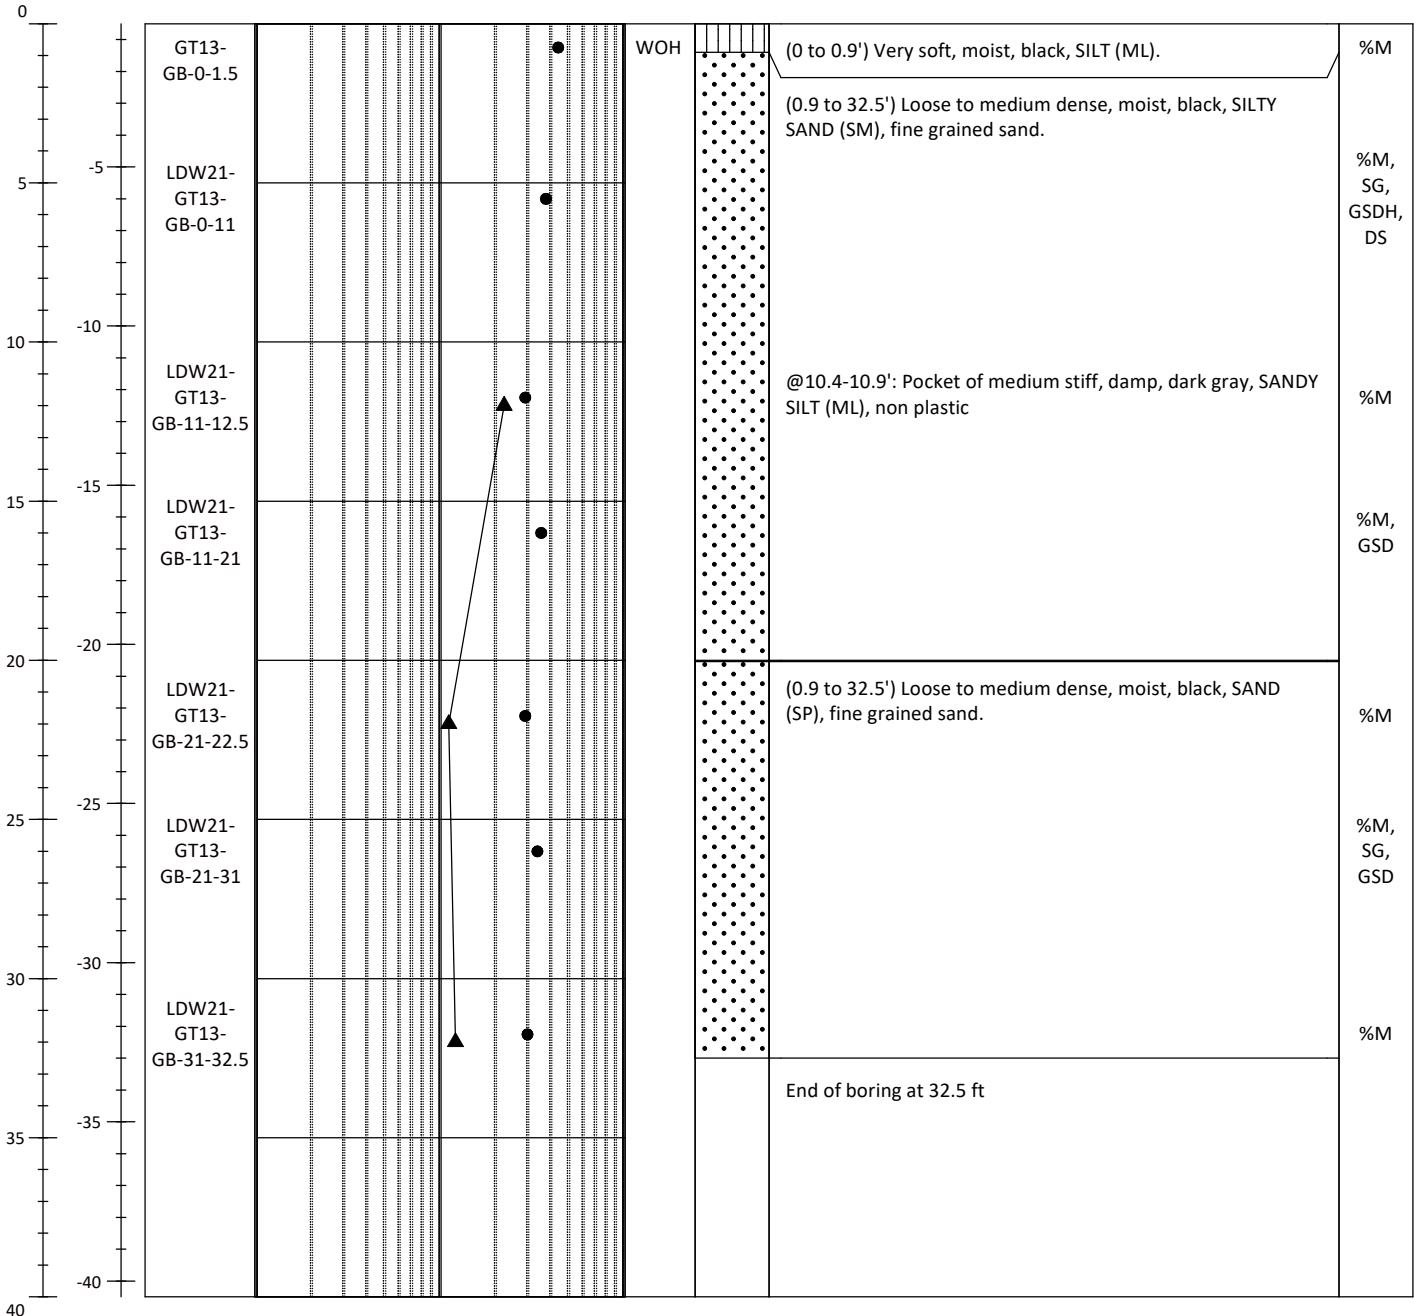 0
GT13-
GB-0-1.5
WOH
(0 to 0.9') Very soft, moist, black, SILT (ML).
%M
(0.9 to 32.5') Loose to medium dense, moist, black, SILTY
SAND (SM), fine grained sand.
-5
5
LDW21-
GT13-
GB-0-11
%M,
SG,
GSDH,
DS
-10
10
LDW21-
GT13-
GB-11-12.5
@10.4-10.9': Pocket of medium stiff, damp, dark gray, SANDY
SILT (ML), non plastic
%M
-15
15
LDW21-
GT13-
GB-11-21
%M,
GSD
-20
20
LDW21-
GT13-
GB-21-22.5
(0.9 to 32.5') Loose to medium dense, moist, black, SAND
(SP), fine grained sand.
%M
-25
25
LDW21-
GT13-
GB-21-31
%M,
SG,
GSD
-30
30
LDW21-
GT13-
GB-31-32.5
%M
End of boring at 32.5 ft
-35
35
-40
40